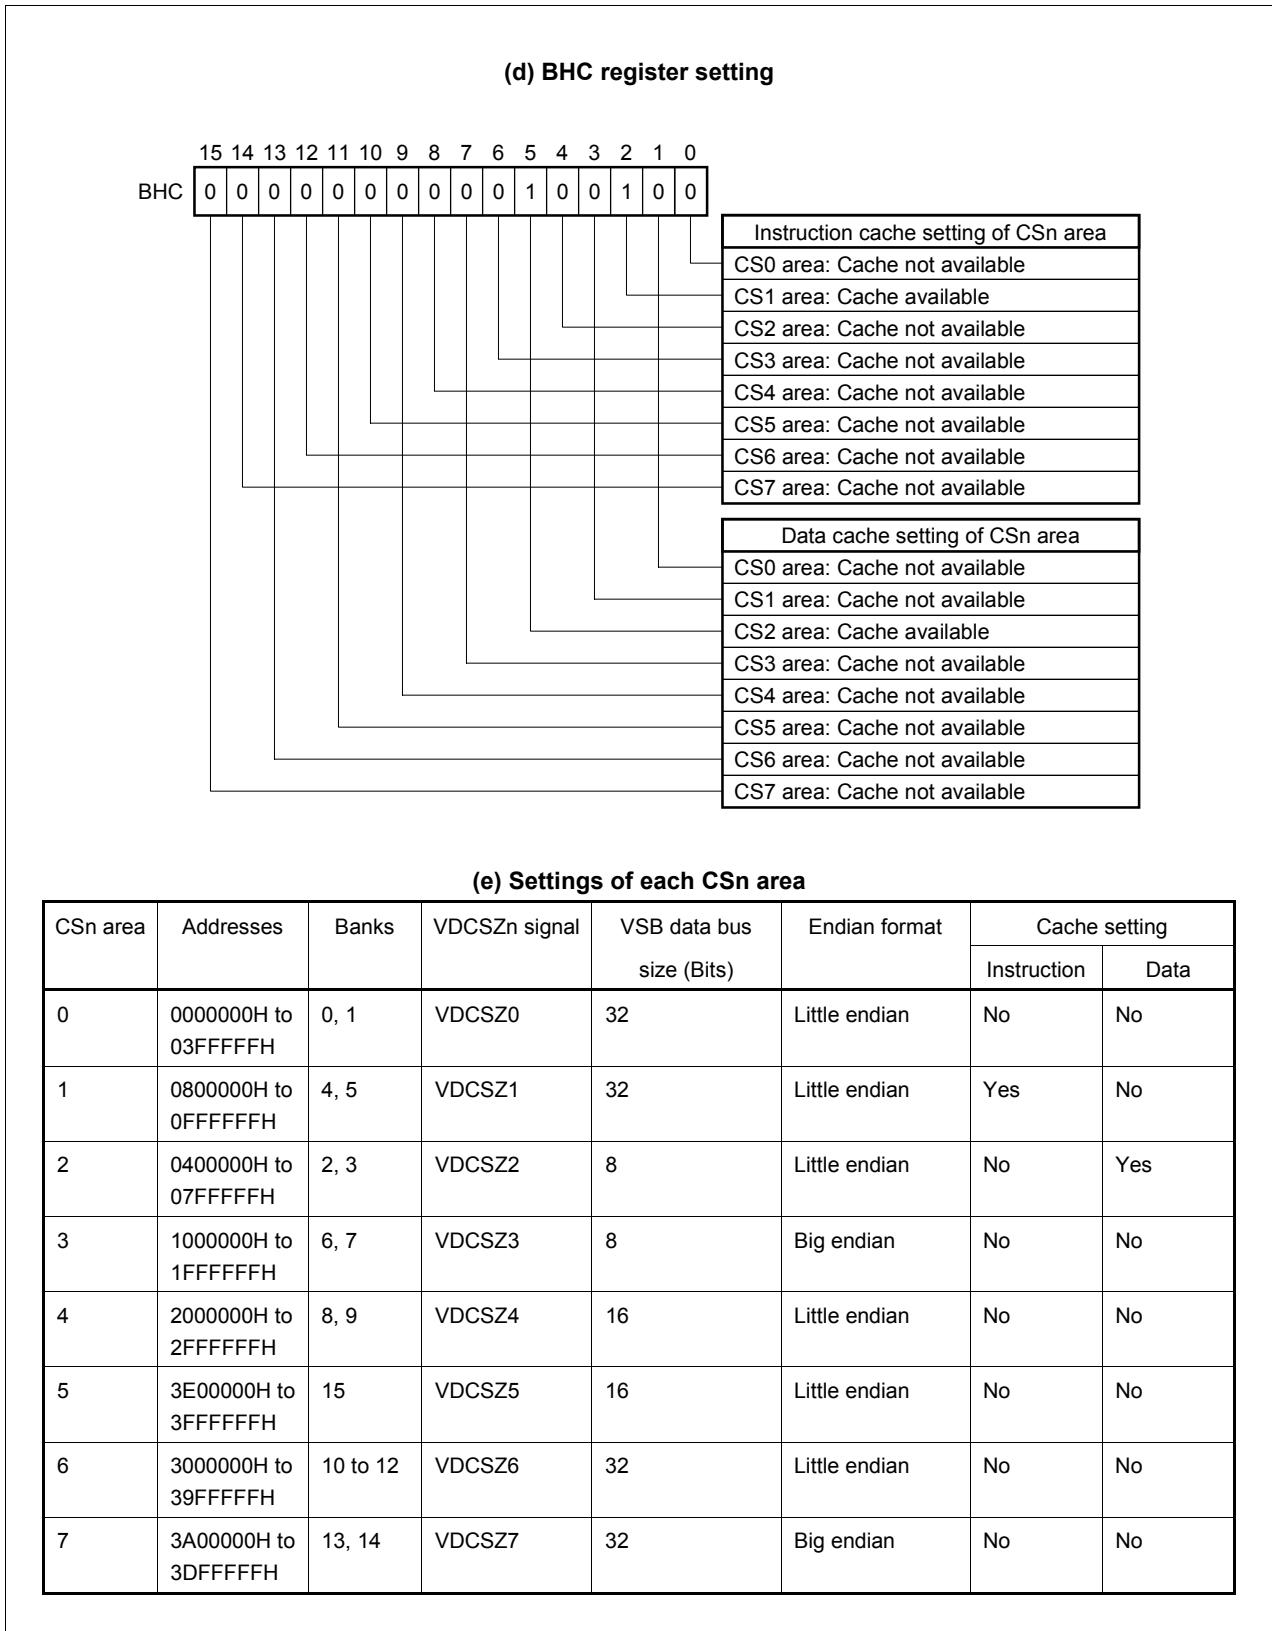 (d) BHC register setting
15 14 13 12 11 10 9 8 7 6 5 4 3 2 1 0
BHC 0 0 0 0 0 0 0 0 0 0 1 0 0 1 0 0
Instruction cache setting of CSn area
CS0 area: Cache not available
CS1 area: Cache available
CS2 area: Cache not available
CS3 area: Cache not available
CS4 area: Cache not available
CS5 area: Cache not available
CS6 area: Cache not available
CS7 area: Cache not available
Data cache setting of CSn area
CS0 area: Cache not available
CS1 area: Cache not available
CS2 area: Cache available
CS3 area: Cache not available
CS4 area: Cache not available
CS5 area: Cache not available
CS6 area: Cache not available
CS7 area: Cache not available
(e) Settings of each CSn area
CSn area Addresses Banks VDCSZn signal VSB data bus Endian format Cache setting
size (Bits) Instruction Data
0 0000000H to 0, 1 VDCSZ0 32 Little endian No No
03FFFFFH
1 0800000H to 4, 5 VDCSZ1 32 Little endian Yes No
0FFFFFFH
2 0400000H to 2, 3 VDCSZ2 8 Little endian No Yes
07FFFFFH
3 1000000H to 6, 7 VDCSZ3 8 Big endian No No
1FFFFFFH
4 2000000H to 8, 9 VDCSZ4 16 Little endian No No
2FFFFFFH
5 3E00000H to 15 VDCSZ5 16 Little endian No No
3FFFFFFH
6 3000000H to 10 to 12 VDCSZ6 32 Little endian No No
39FFFFFH
7 3A00000H to 13, 14 VDCSZ7 32 Big endian No No
3DFFFFFH